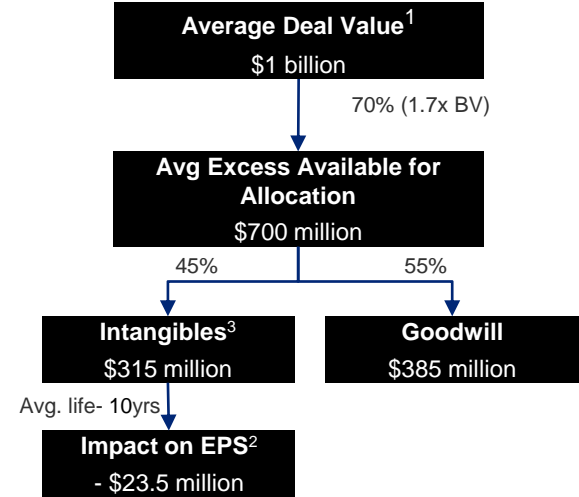 Average Deal Value1
$1 billion
70% (1.7x BV)
Avg Excess Available for
Allocation
$700 million
45%
55%
Intangibles3
$315 million
Goodwill
$385 million
Avg. life- 10yrs
Impact on EPS2
- $23.5 million